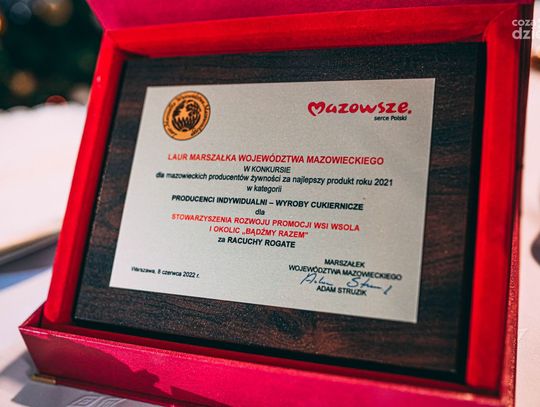 Mazowsze.
serce Polski
LAUR MARSZAŁKA WOJEWÓDZTWA MAZOWIECKIEGO
W KONKURSIE
dla mazowieckich producentów żywności za najlepszy produkt roku 2021
w kategorii
PRODUCENCI INDYWIDUALNI – WYROBY CUKIERNICZE
dla
STOWARZYSZENIA ROZWOJU PROMOCJI WSI WSOLA
I OKOLIC „BĄDŹMY RAZEM"
za RACUCHY ROGATE
Warszawa, 8 czerwca 2022 r.
MARSZAŁEK
WOJEWÓDZTWA MAZOWIECKIEGO
Adam Struzik
ADAM STRUZIK